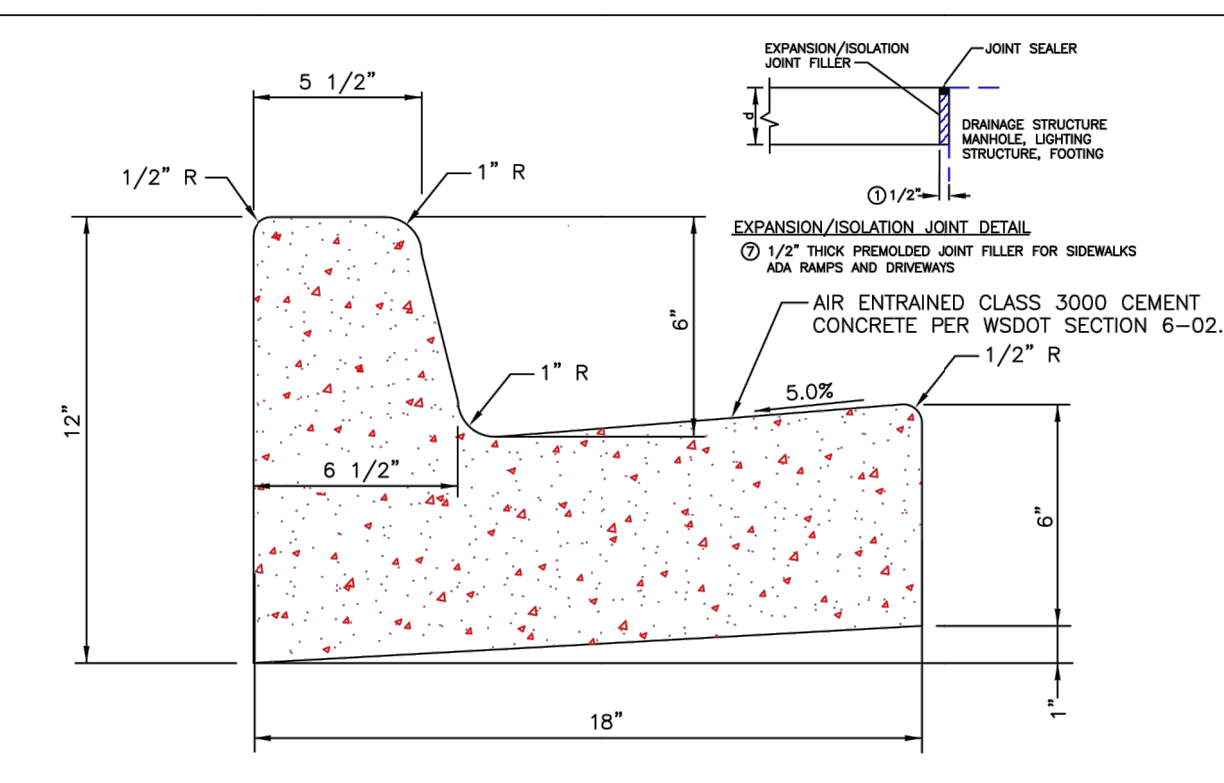 EXPANSION/ISOLATION
JOINT FILLER
JOINT SEALER
d
DRAINAGE STRUCTURE
MANHOLE, LIGHTING
STRUCTURE, FOOTING
① 1/2"
EXPANSION/ISOLATION JOINT DETAIL
⑦ 1/2" THICK PREMOLDED JOINT FILLER FOR SIDEWALKS
ADA RAMPS AND DRIVEWAYS
5 1/2"
1/2" R
1" R
AIR ENTRAINED CLASS 3000 CEMENT
CONCRETE PER WSDOT SECTION 6-02.
6"
1" R
1/2" R
5.0%
12"
6 1/2"
6"
1"
18"